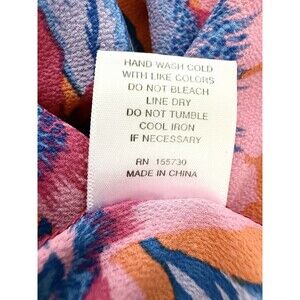 HAND WASH COLD
WITH LIKE COLORS
DO NOT BLEACH
LINE DRY
DO NOT TUMBLE
COOL IRON
IF NECESSARY
RN 155730
MADE IN CHINA